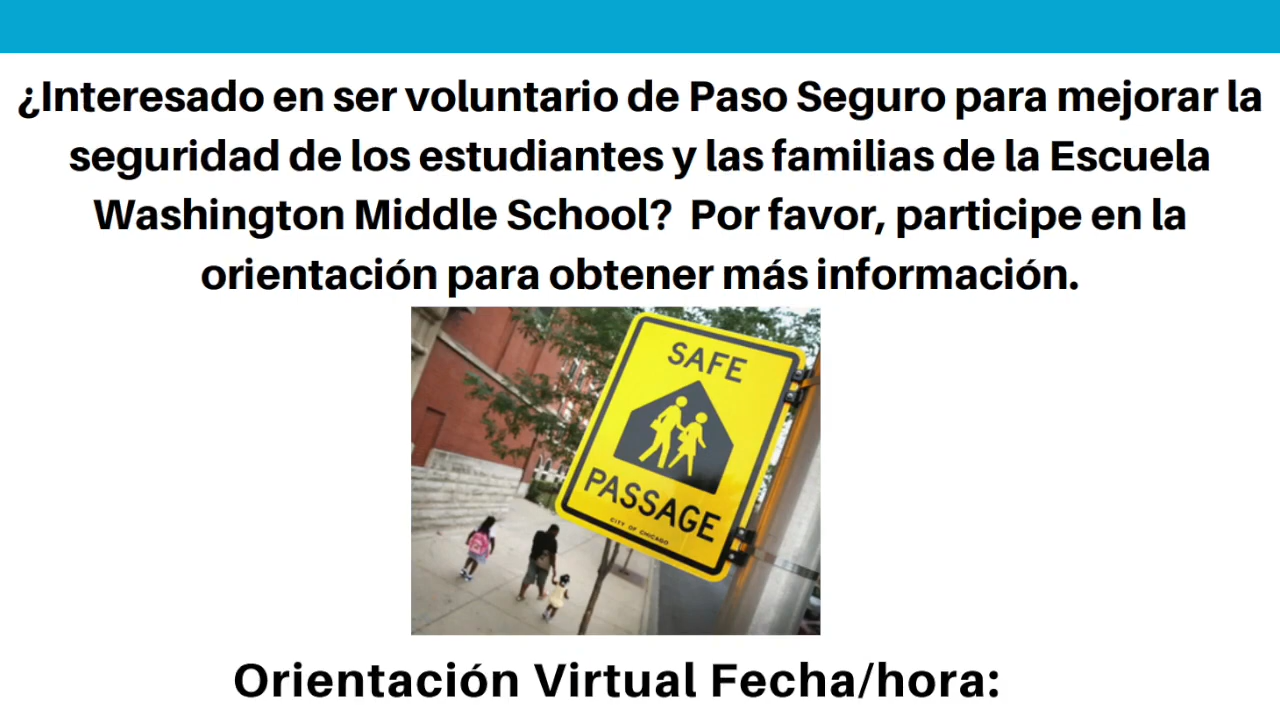 ¿Interesado en ser voluntario de Paso Seguro para mejorar la
seguridad de los estudiantes y las familias de la Escuela
Washington Middle School?  Por favor, participe en la
orientación para obtener más información.
SAFE
PASSAGE
CITY OF CHICAGO
Orientación Virtual Fecha/hora: